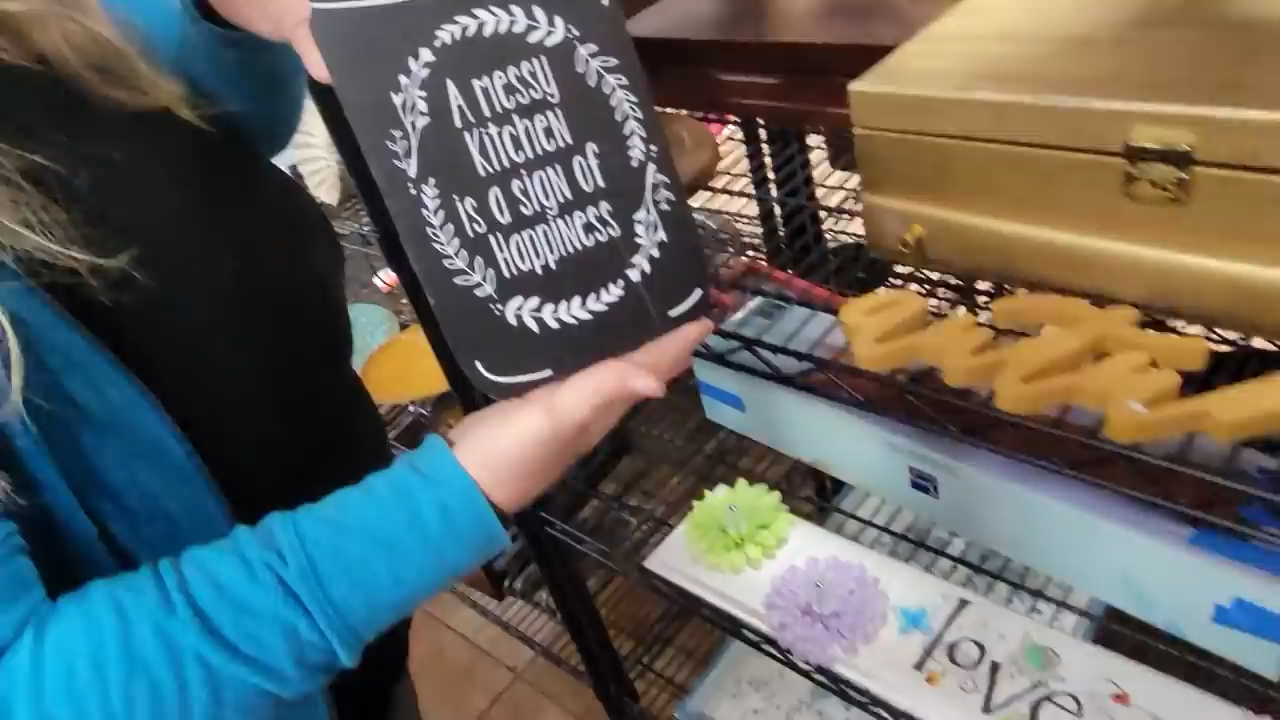 A messy
Kitchen
is a sign of
Happiness
love